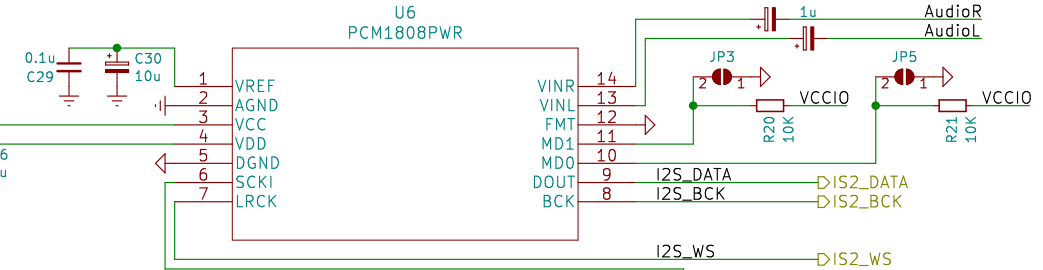 U6
PCM1808PWR
1u
AudioR
AudioL
0.1u
C29
C30
10u
+
+
+
JP3
2
1
JP5
2
1
VCCIO
VCCIO
R20
10K
R21
10K
1 VREF
2 AGND
3 VCC
4 VDD
5 DGND
6 SCKI
7 LRCK
VINR 14
VINL 13
FMT 12
MD1 11
MD0 10
DOUT 9
BCK 8
I2S_DATA
IS2_DATA
I2S_BCK
IS2_BCK
I2S_WS
IS2_WS
6
u